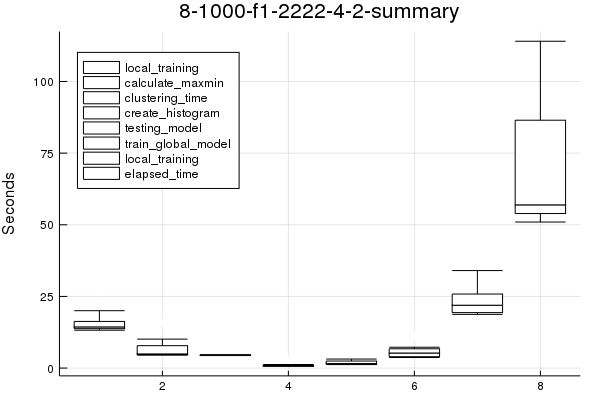 8-1000-f1-2222-4-2-summary
local_training
calculate_maxmin
clustering_time
create_histogram
testing_model
train_global_model
local_training
elapsed_time
Seconds
100
75
50
25
0
2
4
6
8